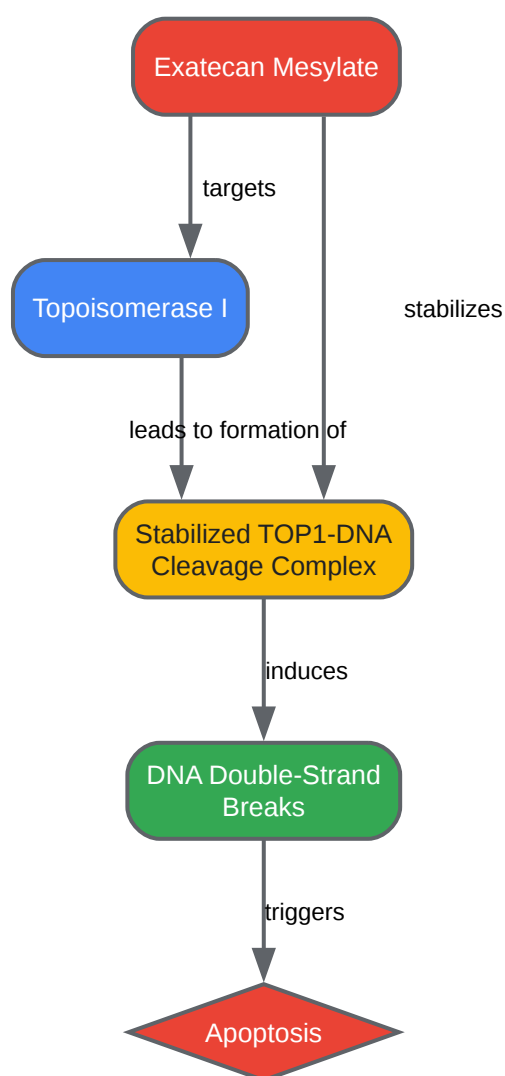 Exatecan Mesylate
targets
Topoisomerase I
stabilizes
leads to formation of
Stabilized TOP1-DNA
Cleavage Complex
induces
DNA Double-Strand
Breaks
triggers
Apoptosis